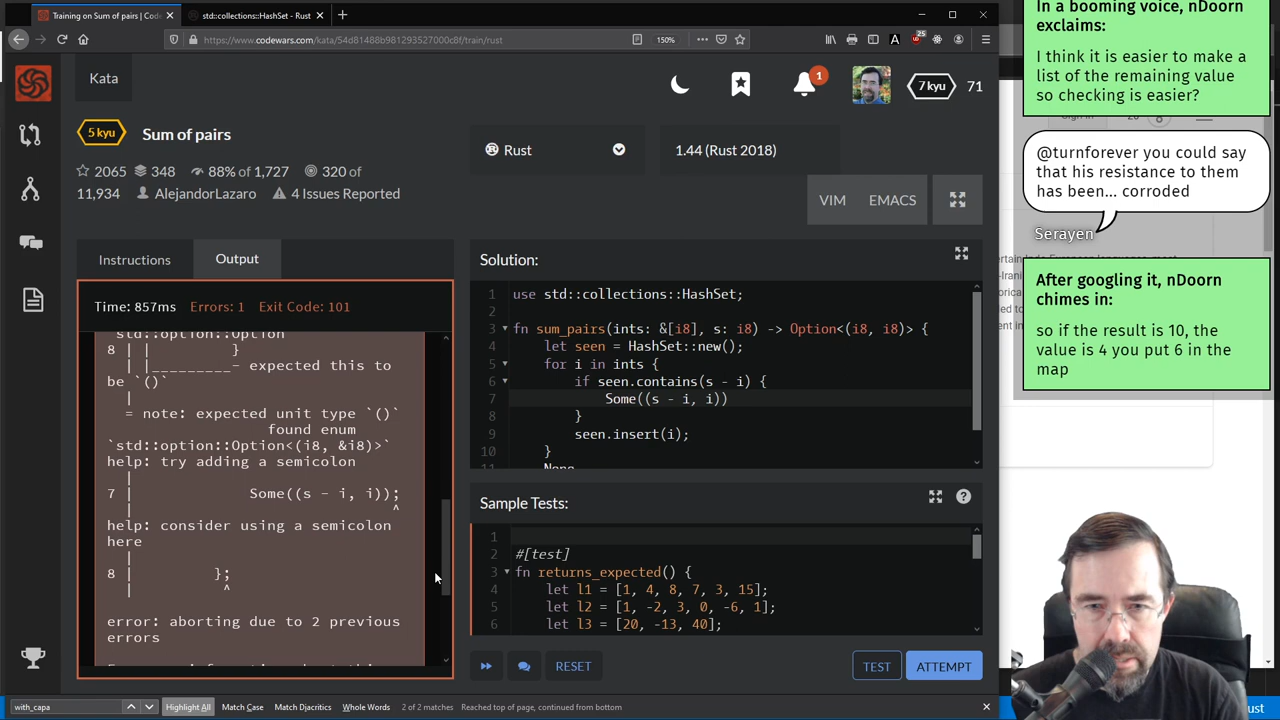 Training on Sum of pairs | Cod
std::collections::HashSet - Rust
https://www.codewars.com/kata/54d81488b981293527000c8f/train/rust
150%
25
Kata
1
7 kyu
71
5 kyu
Sum of pairs
2065 348 88% of 1,727 320 of
11,934 AlejandorLazaro 4 Issues Reported
Rust
1.44 (Rust 2018)
VIM
EMACS
Instructions
Output
Time: 857ms Errors: 1 Exit Code: 101
`std::option::Option
8 | | }
| |_________- expected this to
be `()`
|
= note: expected unit type `()`
found enum
`std::option::Option<(i8, &i8)>`
help: try adding a semicolon
|
7 | Some((s - i, i));
| ^
help: consider using a semicolon
here
|
8 | };
| ^
error: aborting due to 2 previous
errors
Solution:
1 use std::collections::HashSet;
2
3 fn sum_pairs(ints: &[i8], s: i8) -> Option<(i8, i8)> {
4 let seen = HashSet::new();
5 for i in ints {
6 if seen.contains(s - i) {
7 Some((s - i, i))
8 }
9 seen.insert(i);
10 }
11 None
Sample Tests:
1
2 #[test]
3 fn returns_expected() {
4 let l1 = [1, 4, 8, 7, 3, 15];
5 let l2 = [1, -2, 3, 0, -6, 1];
6 let l3 = [20, -13, 40];
RESET
TEST
ATTEMPT
with_capa
Highlight All
Match Case
Match Diacritics
Whole Words
2 of 2 matches
Reached top of page, continued from bottom
In a booming voice, nDoorn
exclaims:
I think it is easier to make a
list of the remaining value
so checking is easier?
@turnforever you could say
that his resistance to them
has been... corroded
Serayen
After googling it, nDoorn
chimes in:
so if the result is 10, the
value is 4 you put 6 in the
map